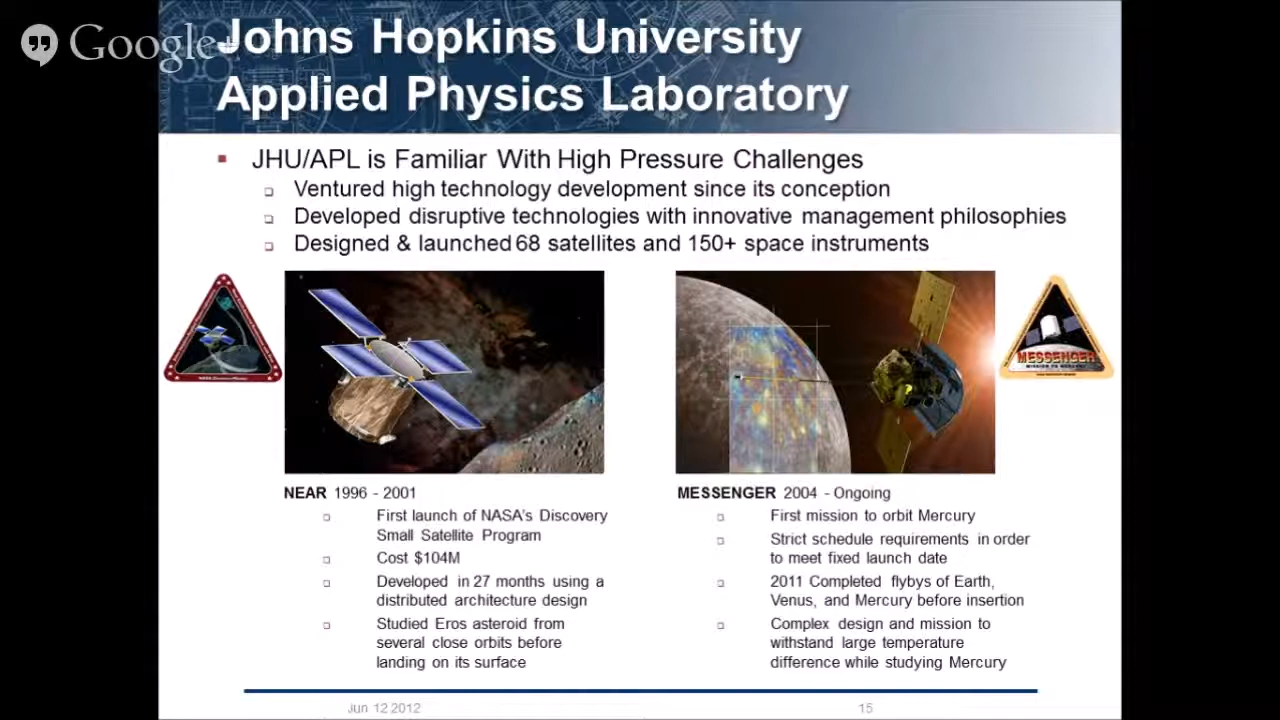 Google+
Johns Hopkins University
Applied Physics Laboratory
JHU/APL is Familiar With High Pressure Challenges
Ventured high technology development since its conception
Developed disruptive technologies with innovative management philosophies
Designed & launched 68 satellites and 150+ space instruments
MESSENGER
MISSION TO MERCURY
NEAR 1996 - 2001
First launch of NASA's Discovery
Small Satellite Program
Cost $104M
Developed in 27 months using a
distributed architecture design
Studied Eros asteroid from
several close orbits before
landing on its surface
MESSENGER 2004 - Ongoing
First mission to orbit Mercury
Strict schedule requirements in order
to meet fixed launch date
2011 Completed flybys of Earth,
Venus, and Mercury before insertion
Complex design and mission to
withstand large temperature
difference while studying Mercury
Jun 12 2012
15